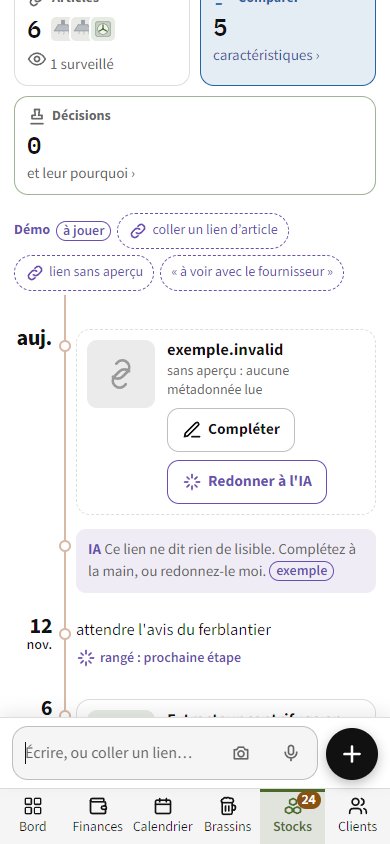 6
5
1 surveillé
caractéristiques ›
Décisions
0
et leur pourquoi ›
Démo à jouer coller un lien d'article
lien sans aperçu « à voir avec le fournisseur »
auj.
exemple.invalid
sans aperçu : aucune
métadonnée lue
Compléter
Redonner à l'IA
IA Ce lien ne dit rien de lisible. Complétez à
la main, ou redonnez-le moi. exemple
12
nov.
attendre l'avis du ferblantier
rangé : prochaine étape
6
Écrire, ou coller un lien…
24
Bord Finances Calendrier Brassins Stocks Clients